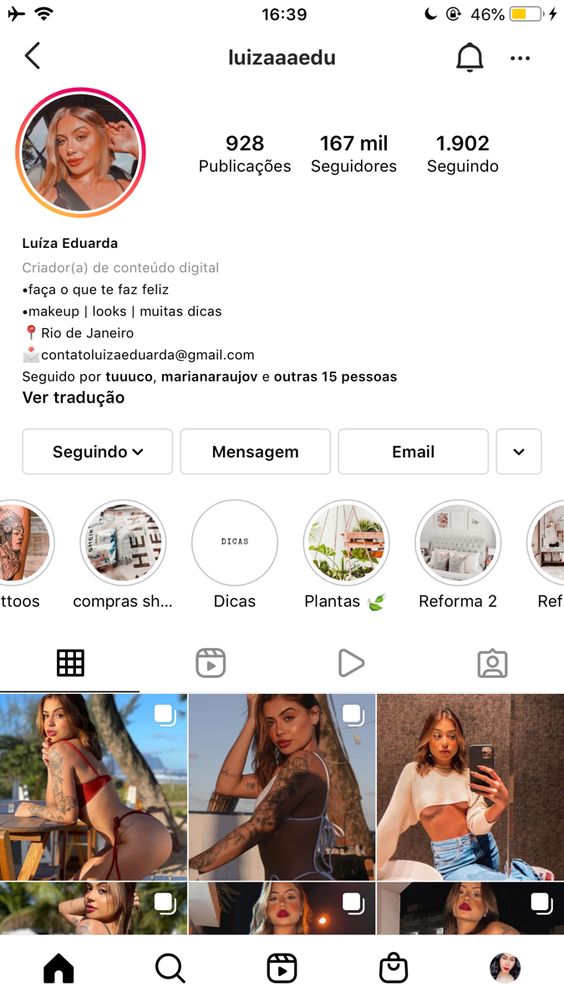 16:39
46%
luizaaaedu
928
Publicações
167 mil
Seguidores
1.902
Seguindo
Luíza Eduarda
Criador(a) de conteúdo digital
•faça o que te faz feliz
•makeup | looks | muitas dicas
Rio de Janeiro
contatoluizaeduarda@gmail.com
Seguido por tuuuco, marianaraujov e outras 15 pessoas
Ver tradução
Seguindo
Mensagem
Email
SHEIN
DICAS
ttoos
compras sh...
Dicas
Plantas
Reforma 2
Ref